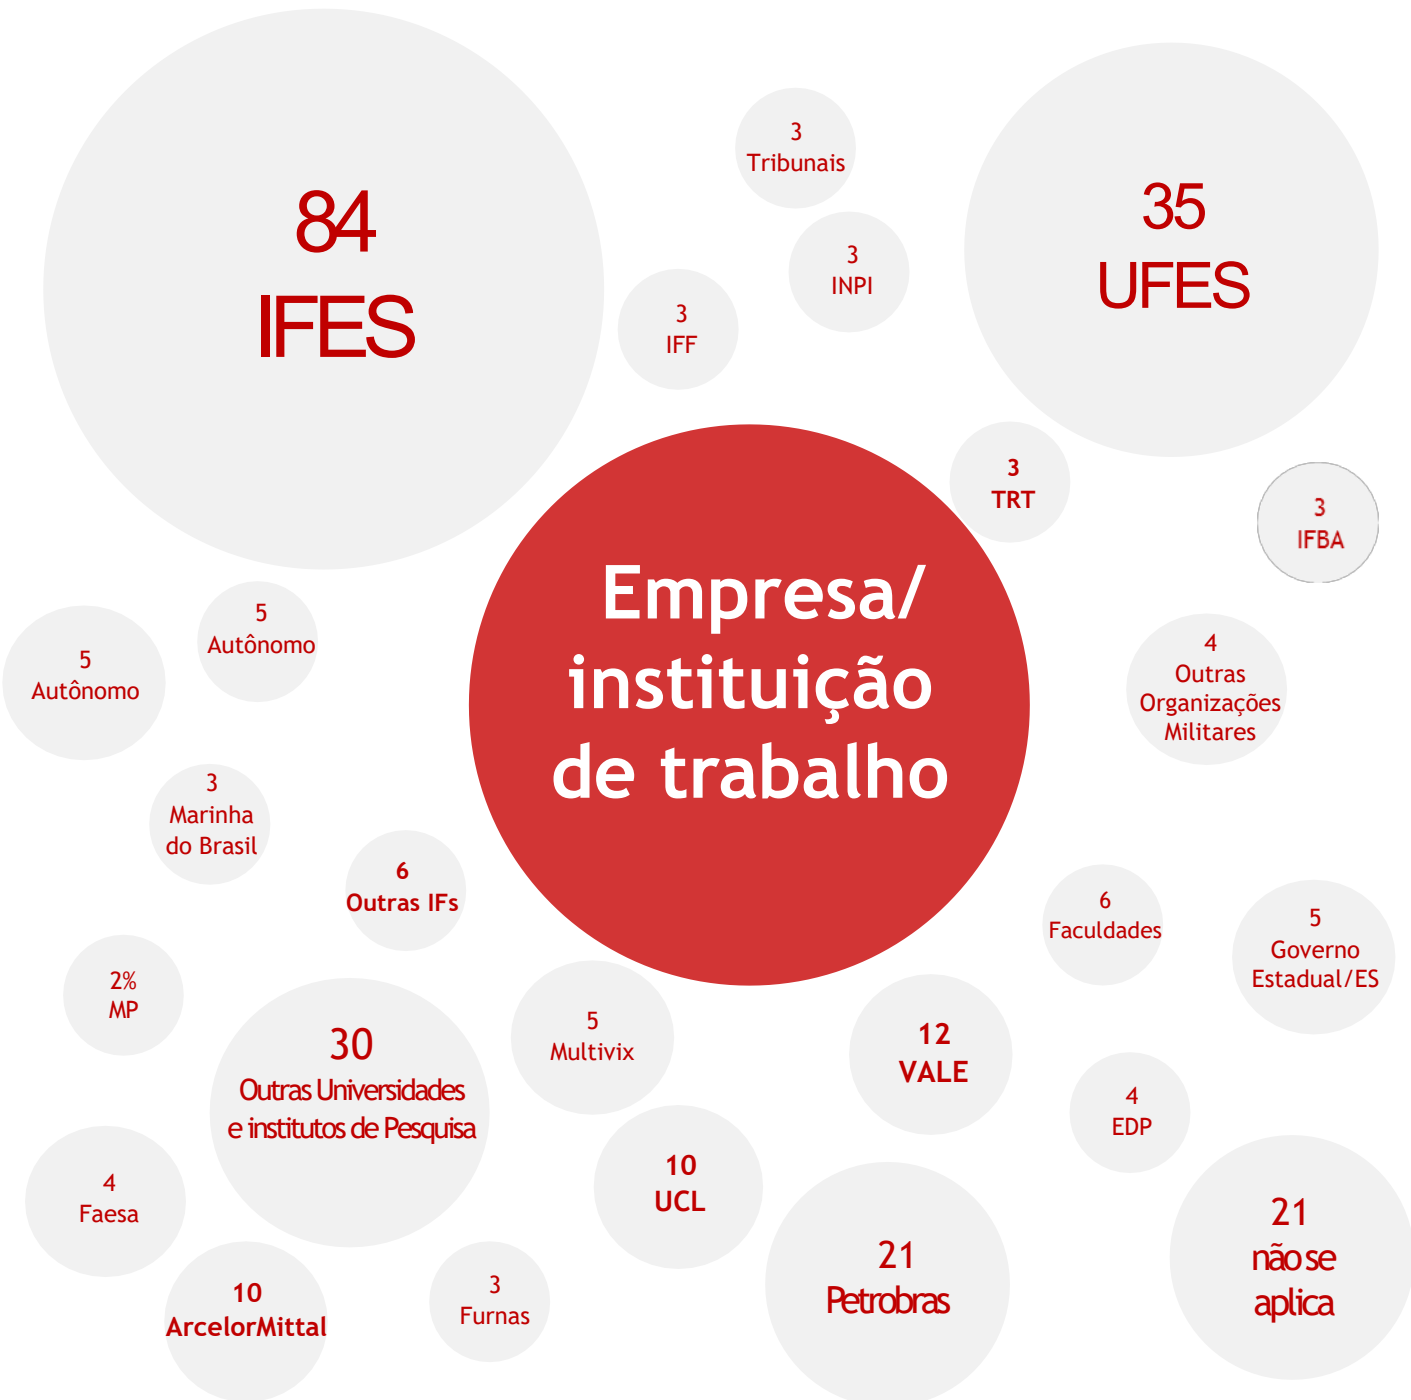 84
IFES
3
Tribunais
35
UFES
3
INPI
3
IFF
3
TRT
3
IFBA
Empresa/
instituição
de trabalho
5
Autônomo
5
Autônomo
4
Outras
Organizações
Militares
3
Marinha
do Brasil
6
Outras IFs
6
Faculdades
5
Governo
Estadual/ES
2%
MP
30
Outras Universidades
e institutos de Pesquisa
5
Multivix
12
VALE
4
EDP
4
Faesa
10
UCL
21
não se
aplica
10
ArcelorMittal
3
Furnas
21
Petrobras